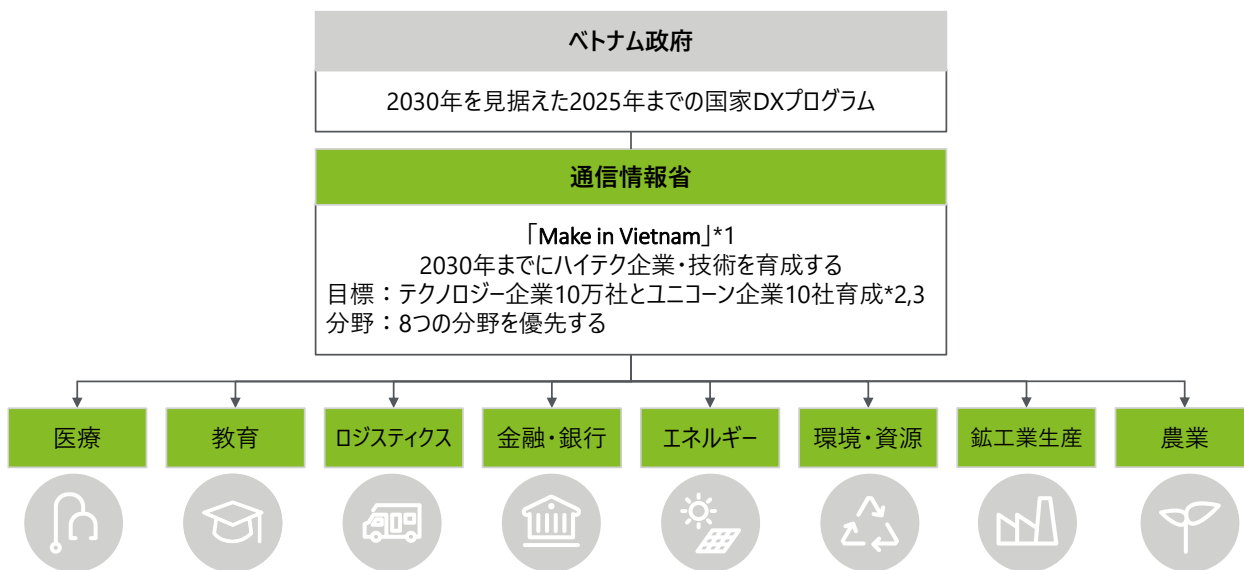 ベトナム政府
2030年を見据えた2025年までの国家DXプログラム
通信情報省
「Make in Vietnam」*1
2030年までにハイテク企業・技術を育成する
目標：テクノロジー企業10万社とユニコーン企業10社育成*2,3
分野：8つの分野を優先する
医療
教育
ロジスティクス
金融・銀行
エネルギー
環境・資源
鉱工業生産
農業